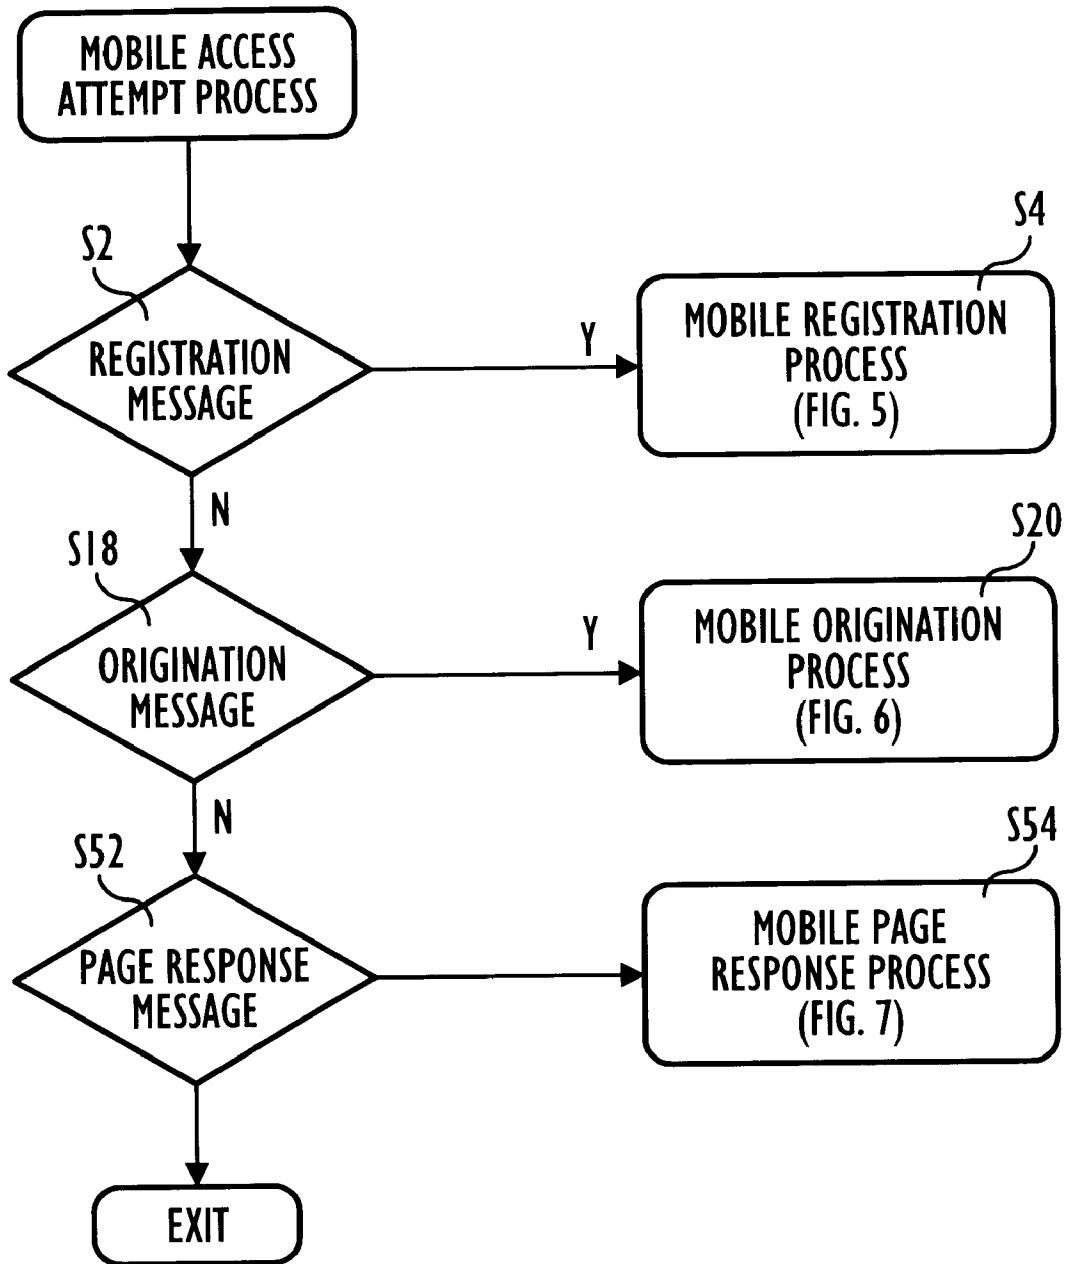 MOBILE ACCESS
ATTEMPT PROCESS
S2
REGISTRATION
MESSAGE
Y
S4
MOBILE REGISTRATION
PROCESS
(FIG. 5)
N
S18
ORIGINATION
MESSAGE
Y
S20
MOBILE ORIGINATION
PROCESS
(FIG. 6)
N
S52
PAGE RESPONSE
MESSAGE
S54
MOBILE PAGE
RESPONSE PROCESS
(FIG. 7)
EXIT